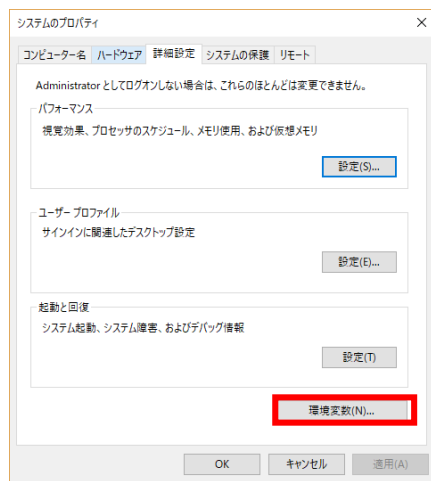 システムのプロパティ
コンピューター名 ハードウェア 詳細設定 システムの保護 リモート
Administrator としてログオンしない場合は、これらのほとんどは変更できません。
パフォーマンス
視覚効果、プロセッサのスケジュール、メモリ使用、および仮想メモリ
設定(S)...
ユーザー プロファイル
サインインに関連したデスクトップ設定
設定(E)...
起動と回復
システム起動、システム障害、およびデバッグ情報
設定(T)
環境変数(N)...
OK キャンセル 適用(A)